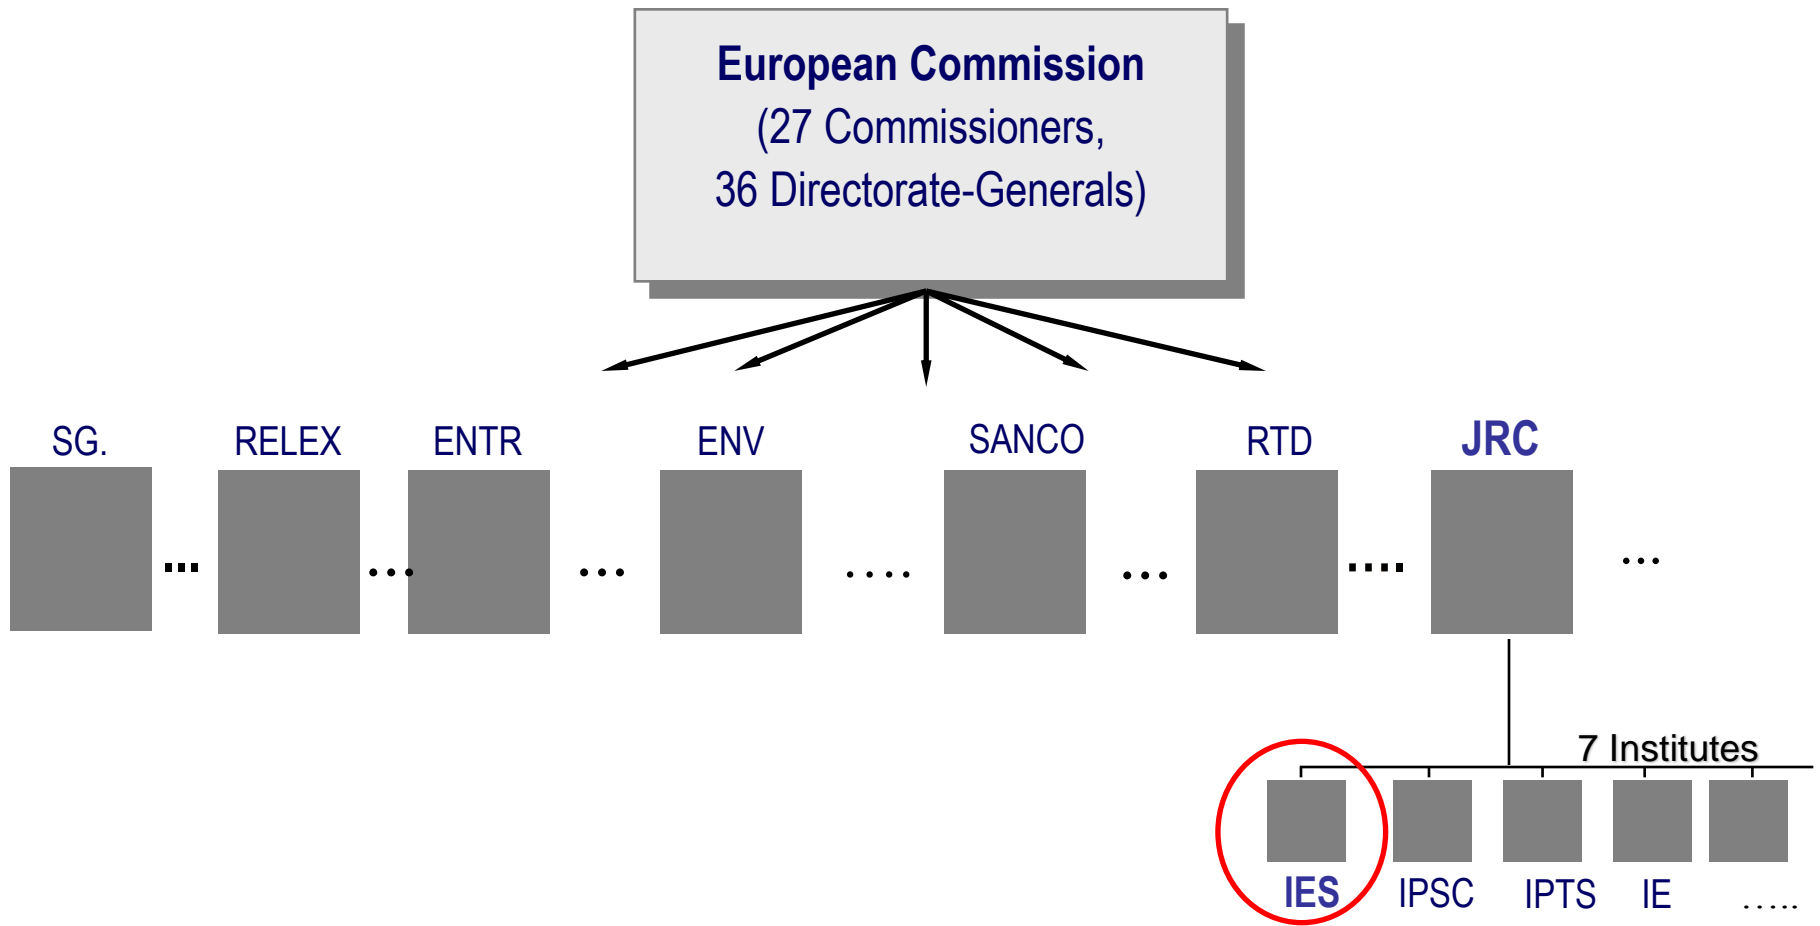 European Commission
(27 Commissioners,
36 Directorate-Generals)
SG.
RELEX
ENTR
ENV
SANCO
RTD
JRC
...
...
...
....
...
....
...
7 Institutes
IES
IPSC
IPTS
IE
.....